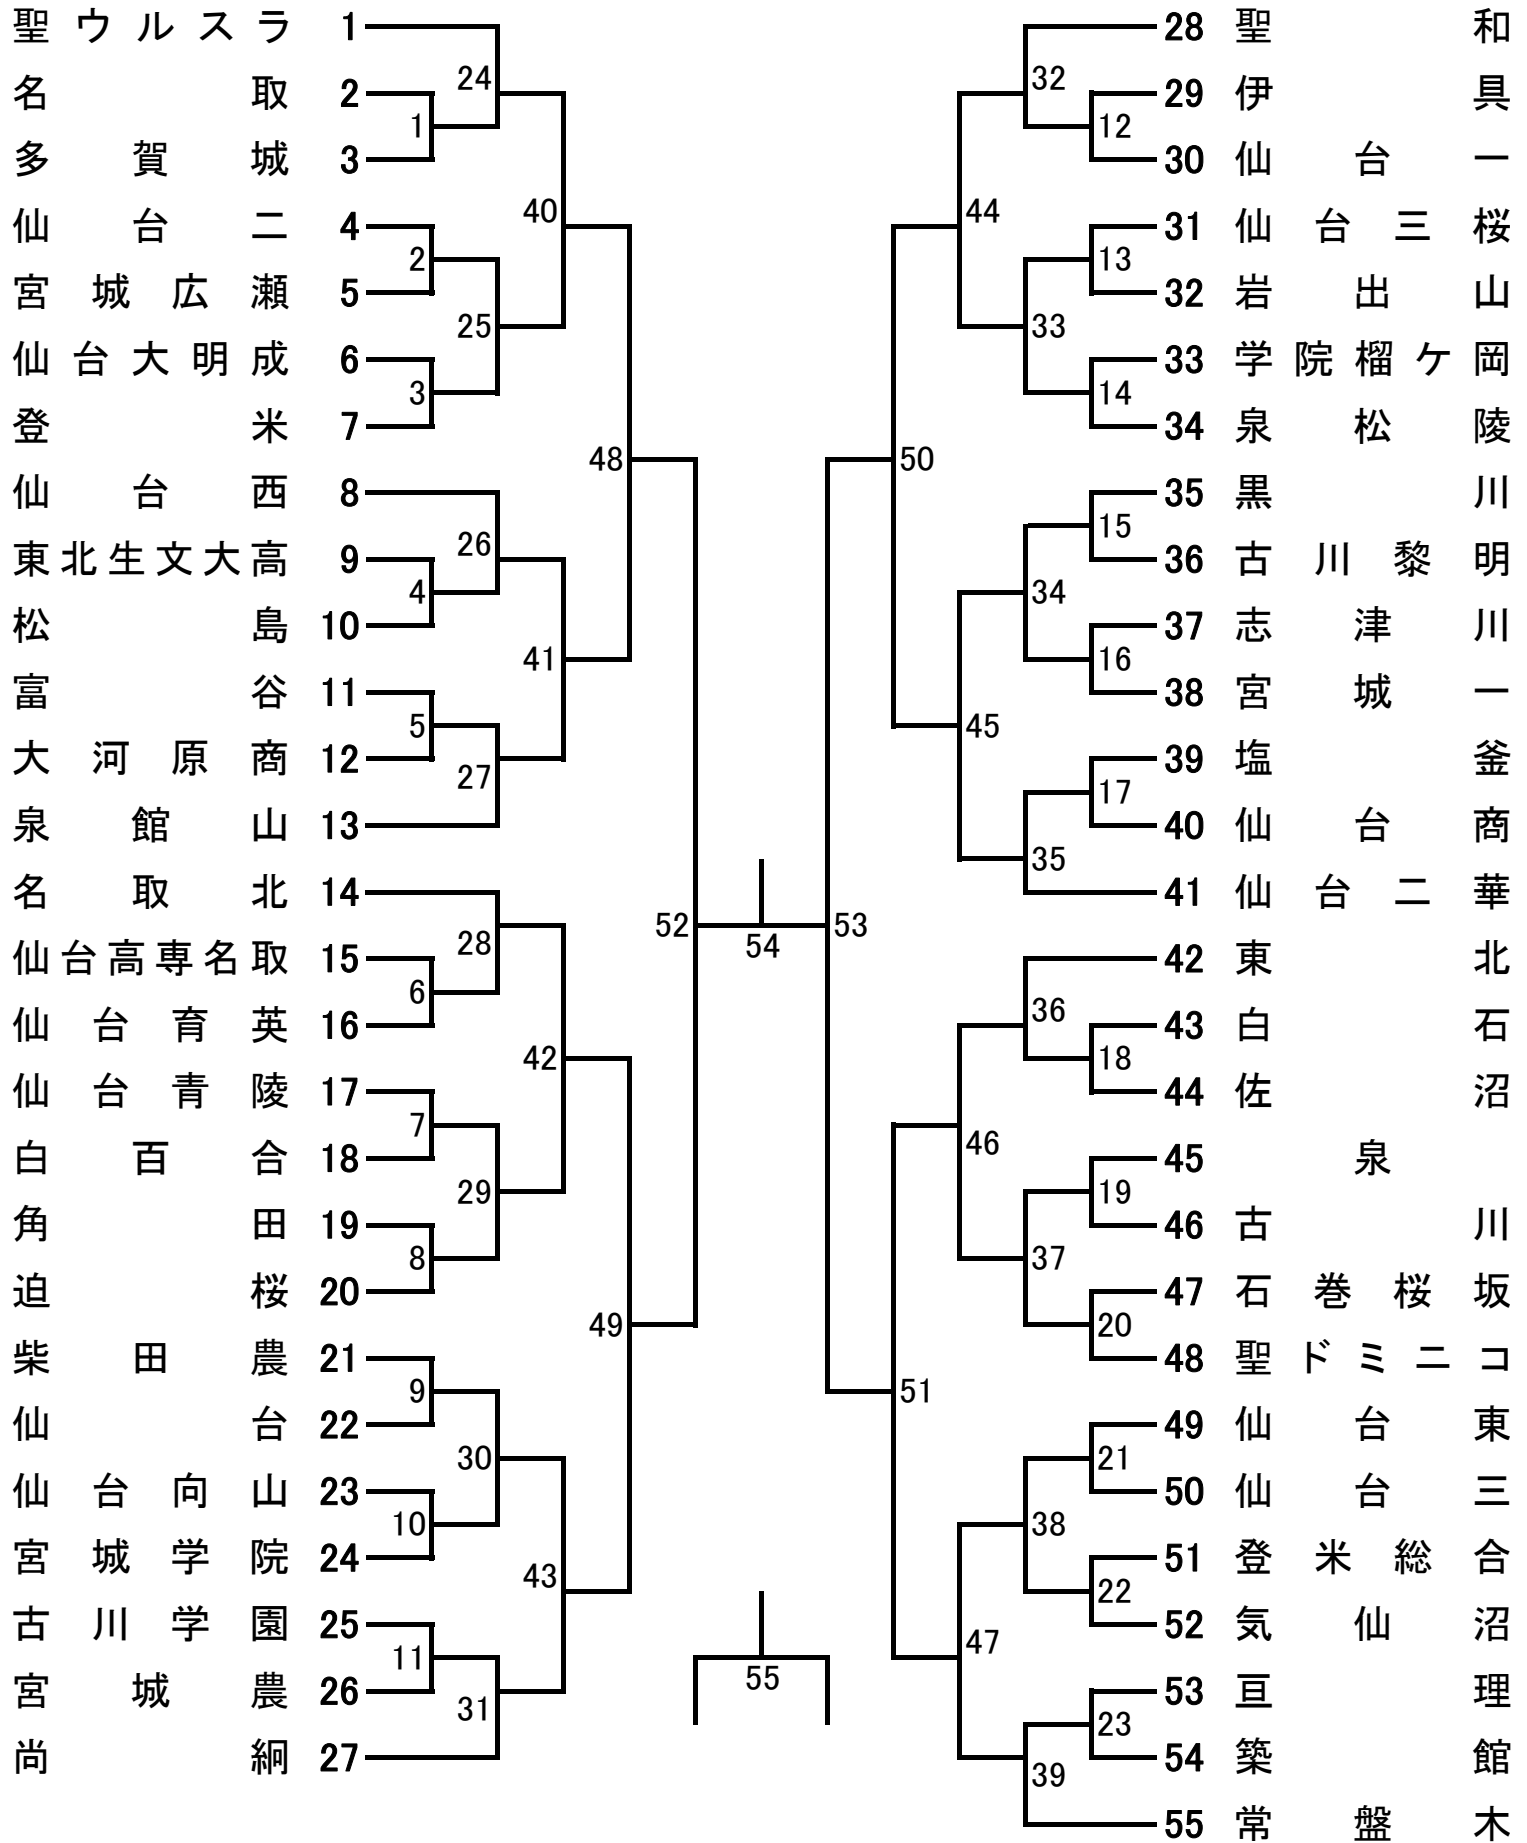 聖ウルスラ 1
24
名取 2
1
多賀城 3
40
仙台二 4
2
宮城広瀬 5
25
仙台大明成 6
3
登米 7
48
仙台西 8
26
東北生文大高 9
4
松島 10
41
富谷 11
5
大河原商 12
27
泉館山 13
名取北 14
52
28
仙台高専名取 15
6
仙台育英 16
42
仙台青陵 17
7
白百合 18
29
角田 19
8
迫桜 20
49
柴田農 21
9
仙台 22
30
仙台向山 23
10
宮城学院 24
43
古川学園 25
11
宮城農 26
31
尚絅 27
54
55
28 聖和
32
29 伊具
12
30 仙台一
44
31 仙台三桜
13
32 岩出山
33
33 学院榴ケ岡
14
34 泉松陵
50
35 黒川
15
36 古川黎明
34
37 志津川
16
38 宮城一
45
39 塩釜
17
40 仙台商
35
41 仙台二華
53
42 東北
36
43 白石
18
44 佐沼
46
45 泉
19
46 古川
37
47 石巻桜坂
20
48 聖ドミニコ
51
49 仙台東
21
50 仙台三
38
51 登米総合
22
52 気仙沼
47
53 亘理
23
54 築館
39
55 常盤木